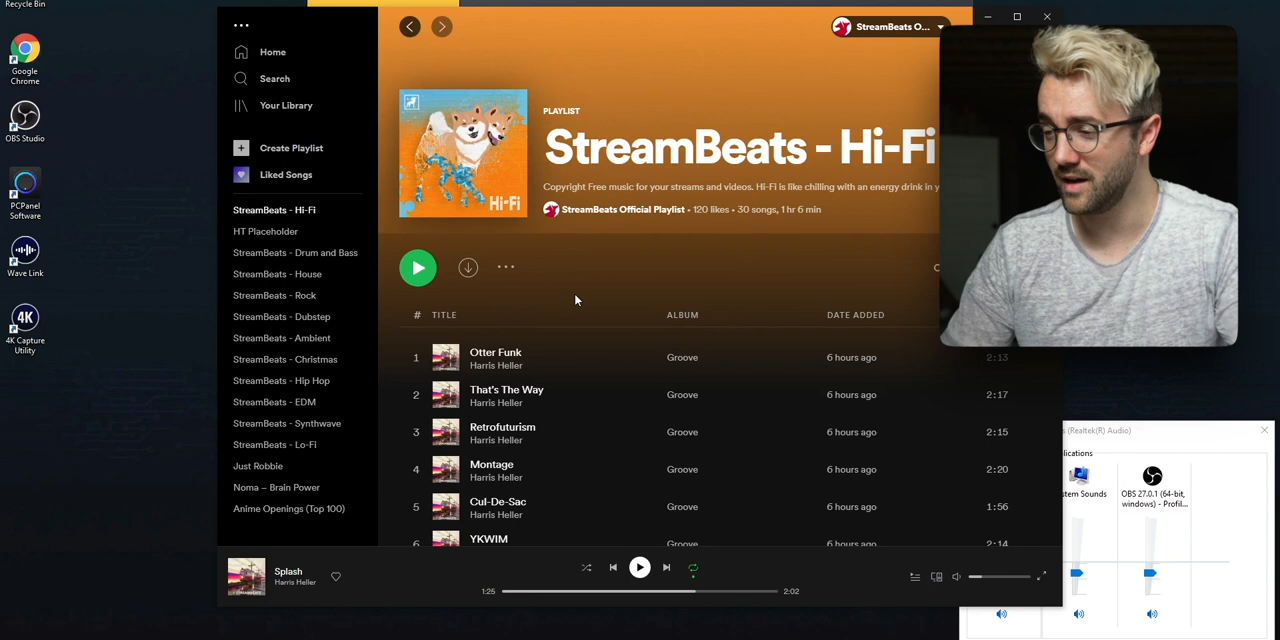 Recycle Bin
Google
Chrome
OBS Studio
PCPanel
Software
Wave Link
4K
4K Capture
Utility
Home
Search
Your Library
Create Playlist
Liked Songs
StreamBeats - Hi-Fi
HT Placeholder
StreamBeats - Drum and Bass
StreamBeats - House
StreamBeats - Rock
StreamBeats - Dubstep
StreamBeats - Ambient
StreamBeats - Christmas
StreamBeats - Hip Hop
StreamBeats - EDM
StreamBeats - Synthwave
StreamBeats - Lo-Fi
Just Robbie
Noma – Brain Power
Anime Openings (Top 100)
StreamBeats O...
Hi-Fi
PLAYLIST
StreamBeats - Hi-Fi
Copyright Free music for your streams and videos. Hi-Fi is like chilling with an energy drink in y
StreamBeats Official Playlist • 120 likes • 30 songs, 1 hr 6 min
# TITLE ALBUM DATE ADDED
1 Otter Funk Groove 6 hours ago 2:13
Harris Heller
2 That's The Way Groove 6 hours ago 2:17
Harris Heller
3 Retrofuturism Groove 6 hours ago 2:15
Harris Heller
4 Montage Groove 6 hours ago 2:20
Harris Heller
5 Cul-De-Sac Groove 6 hours ago 1:56
Harris Heller
6 YKWIM Groove 6 hours ago 2:14
Splash
Harris Heller
1:25 2:02
(Realtek(R) Audio)
lications
stem Sounds
OBS 27.0.1 (64-bit,
windows) - Profil...